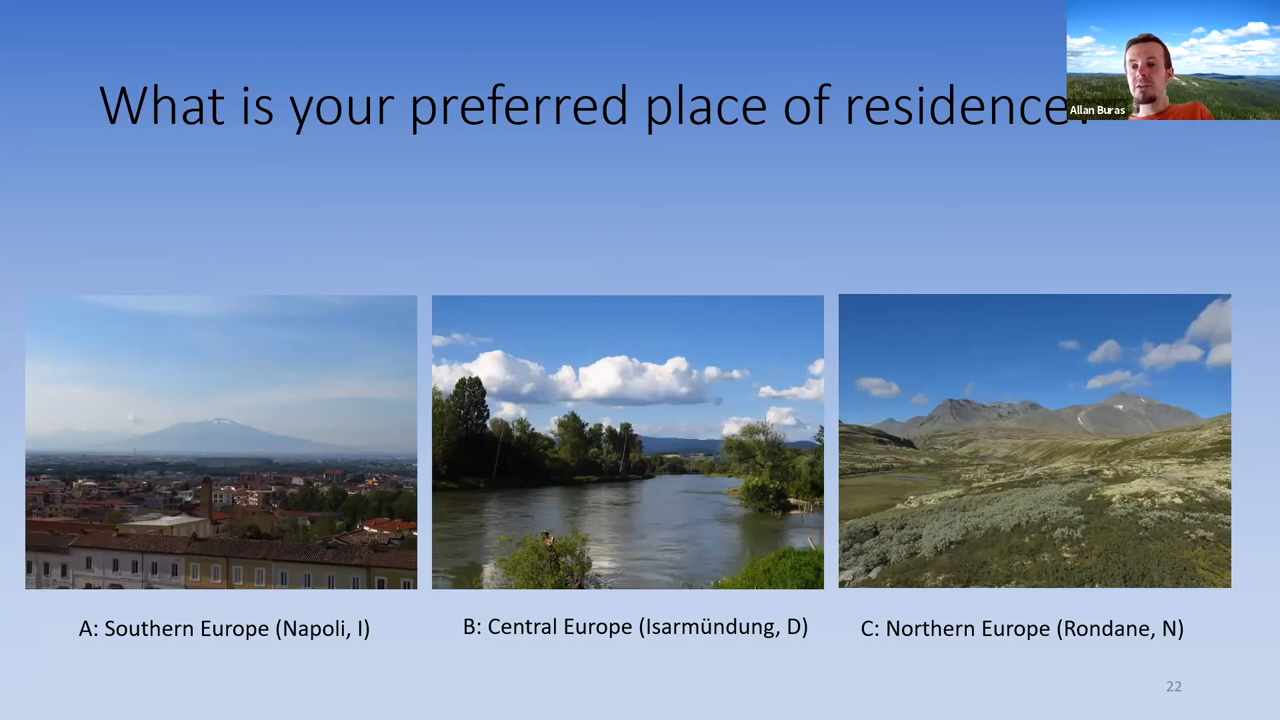 What is your preferred place of residence?
Allan Buras
A: Southern Europe (Napoli, I)
B: Central Europe (Isarmündung, D)
C: Northern Europe (Rondane, N)
22